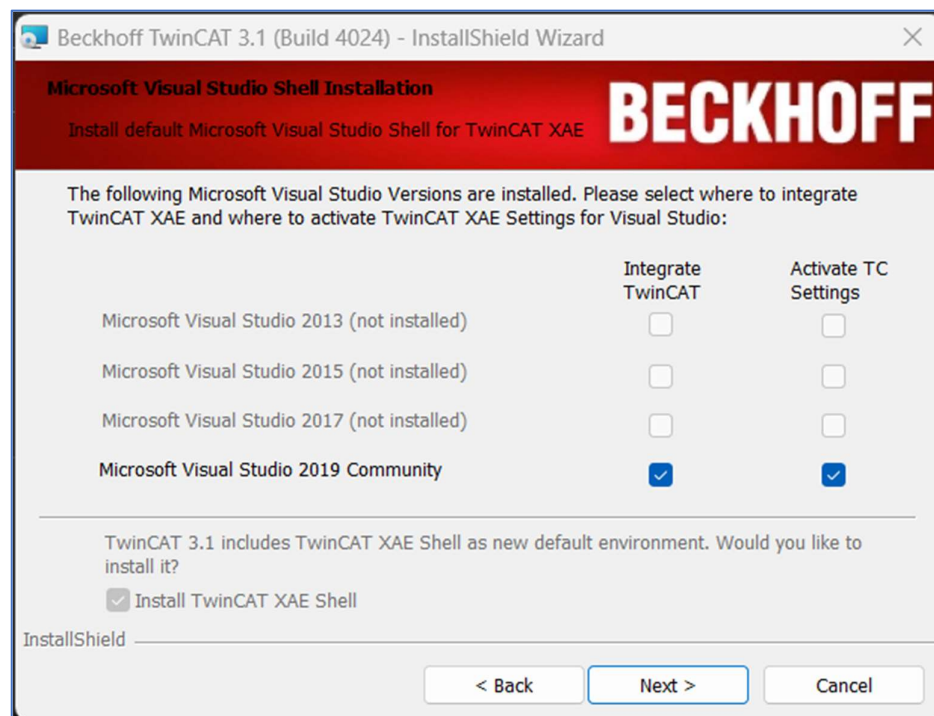 Beckhoff TwinCAT 3.1 (Build 4024) - InstallShield Wizard
Microsoft Visual Studio Shell Installation
Install default Microsoft Visual Studio Shell for TwinCAT XAE
BECKHOFF
The following Microsoft Visual Studio Versions are installed. Please select where to integrate
TwinCAT XAE and where to activate TwinCAT XAE Settings for Visual Studio:
Integrate
TwinCAT
Activate TC
Settings
Microsoft Visual Studio 2013 (not installed)
Microsoft Visual Studio 2015 (not installed)
Microsoft Visual Studio 2017 (not installed)
Microsoft Visual Studio 2019 Community
TwinCAT 3.1 includes TwinCAT XAE Shell as new default environment. Would you like to
install it?
Install TwinCAT XAE Shell
InstallShield
< Back
Next >
Cancel